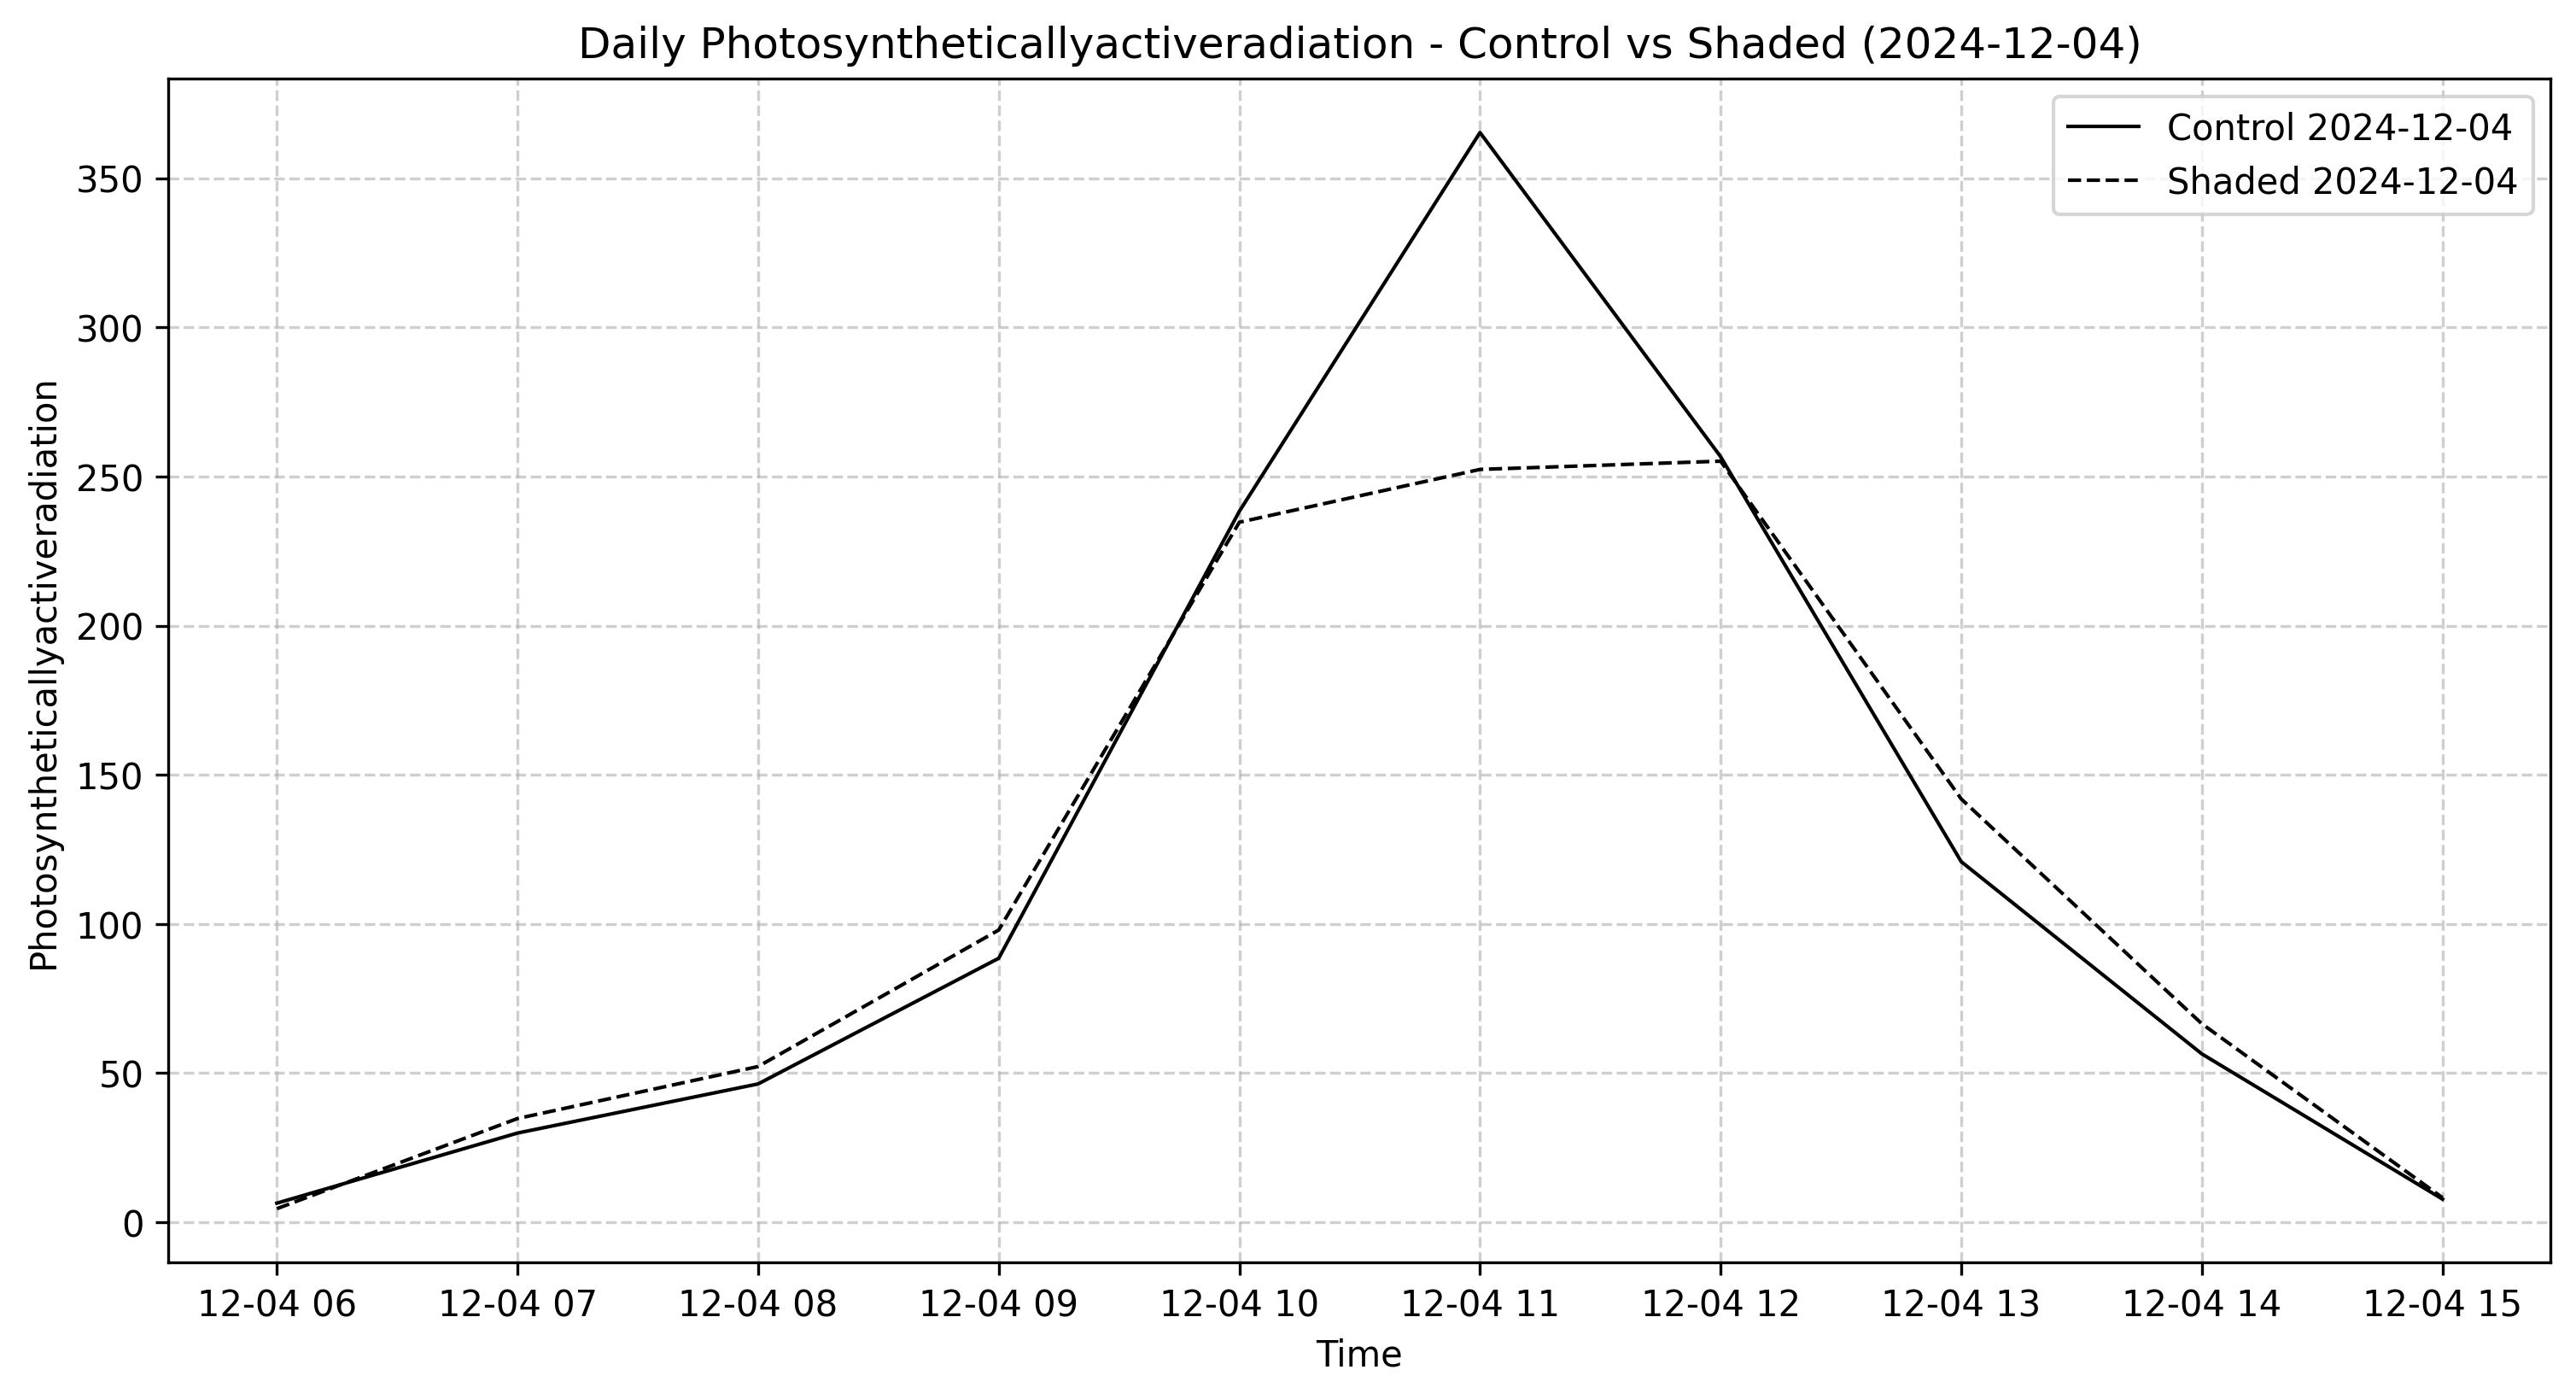 Daily Photosyntheticallyactiveradiation - Control vs Shaded (2024-12-04)
Control 2024-12-04
Shaded 2024-12-04
Photosyntheticallyactiveradiation
350
300
250
200
150
100
50
0
12-04 06 12-04 07 12-04 08 12-04 09 12-04 10 12-04 11 12-04 12 12-04 13 12-04 14 12-04 15
Time